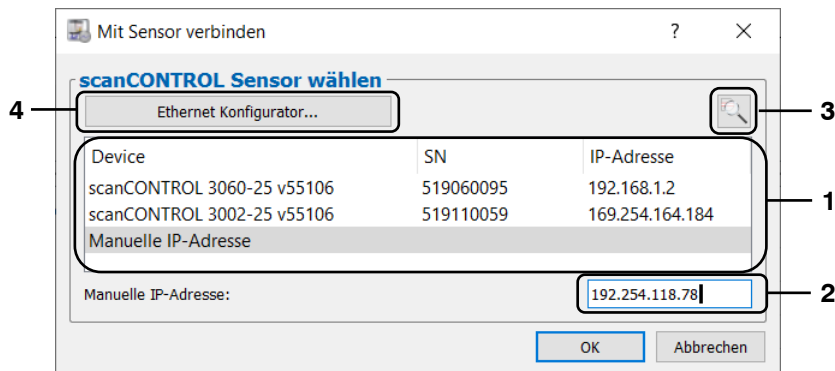 Mit Sensor verbinden ?
scanCONTROL Sensor wählen
4 Ethernet Konfigurator... 3
Device SN IP-Adresse
scanCONTROL 3060-25 v55106 519060095 192.168.1.2
1
scanCONTROL 3002-25 v55106 519110059 169.254.164.184
Manuelle IP-Adresse
Manuelle IP-Adresse: 192.254.118.78 2
OK Abbrechen